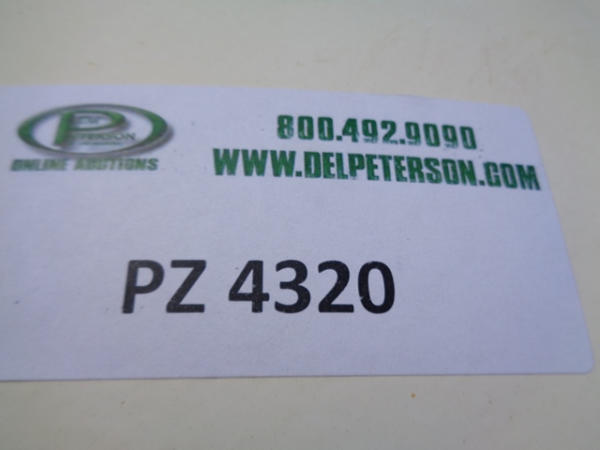 P
PETERSON
ONLINE AUCTIONS
800.492.9090
WWW.DELPETERSON.COM
PZ 4320